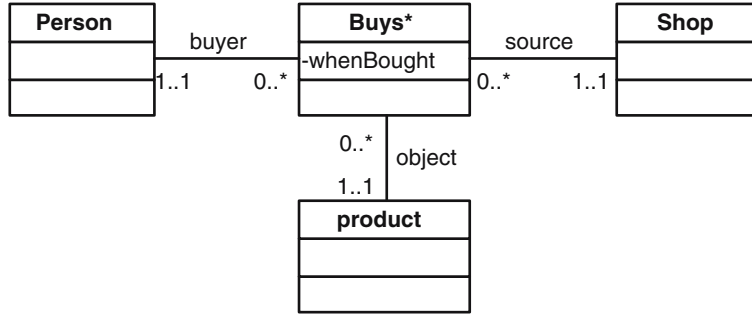 Person
Buys*
Shop
buyer
source
-whenBought
1..1
0..*
0..*
1..1
0..*
object
1..1
product